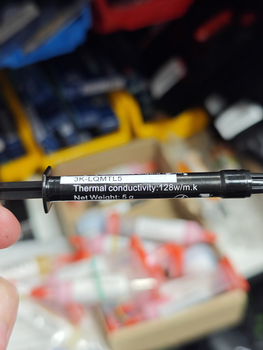 3K-LQMTL5
Thermal conductivity:128w/m.k
Net Weight: 5 g